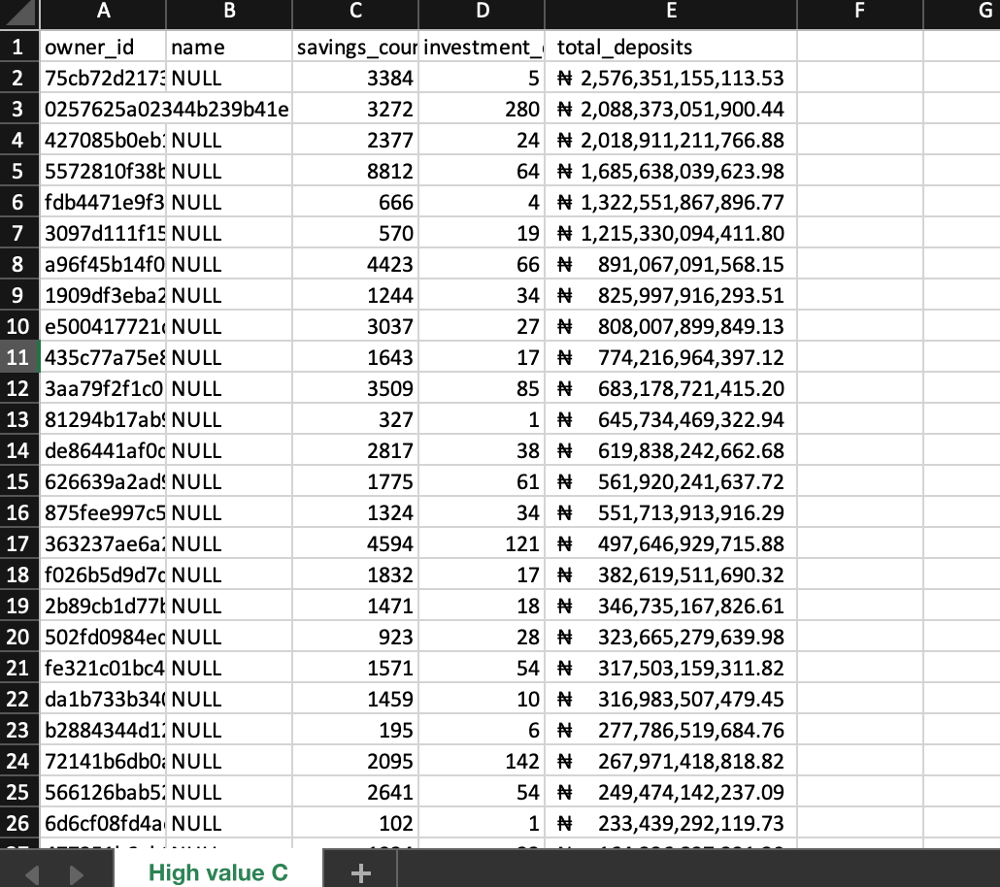 A B C D E F G
1 owner_id name savings_cour investment_ total_deposits
2 75cb72d2173 NULL 3384 5 ₦ 2,576,351,155,113.53
3 0257625a02344b239b41e 3272 280 ₦ 2,088,373,051,900.44
4 427085b0eb NULL 2377 24 ₦ 2,018,911,211,766.88
5 5572810f38b NULL 8812 64 ₦ 1,685,638,039,623.98
6 fdb4471e9f3 NULL 666 4 ₦ 1,322,551,867,896.77
7 3097d111f15 NULL 570 19 ₦ 1,215,330,094,411.80
8 a96f45b14f0 NULL 4423 66 ₦ 891,067,091,568.15
9 1909df3eba2 NULL 1244 34 ₦ 825,997,916,293.51
10 e500417721 NULL 3037 27 ₦ 808,007,899,849.13
11 435c77a75e8 NULL 1643 17 ₦ 774,216,964,397.12
12 3aa79f2f1c0 NULL 3509 85 ₦ 683,178,721,415.20
13 81294b17ab9 NULL 327 1 ₦ 645,734,469,322.94
14 de86441af0c NULL 2817 38 ₦ 619,838,242,662.68
15 626639a2ad9 NULL 1775 61 ₦ 561,920,241,637.72
16 875fee997c5 NULL 1324 34 ₦ 551,713,913,916.29
17 363237ae6a NULL 4594 121 ₦ 497,646,929,715.88
18 f026b5d9d7c NULL 1832 17 ₦ 382,619,511,690.32
19 2b89cb1d77b NULL 1471 18 ₦ 346,735,167,826.61
20 502fd0984ec NULL 923 28 ₦ 323,665,279,639.98
21 fe321c01bc4 NULL 1571 54 ₦ 317,503,159,311.82
22 da1b733b340 NULL 1459 10 ₦ 316,983,507,479.45
23 b2884344d1 NULL 195 6 ₦ 277,786,519,684.76
24 72141b6db0 NULL 2095 142 ₦ 267,971,418,818.82
25 566126bab5 NULL 2641 54 ₦ 249,474,142,237.09
26 6d6cf08fd4a NULL 102 1 ₦ 233,439,292,119.73
High value C +